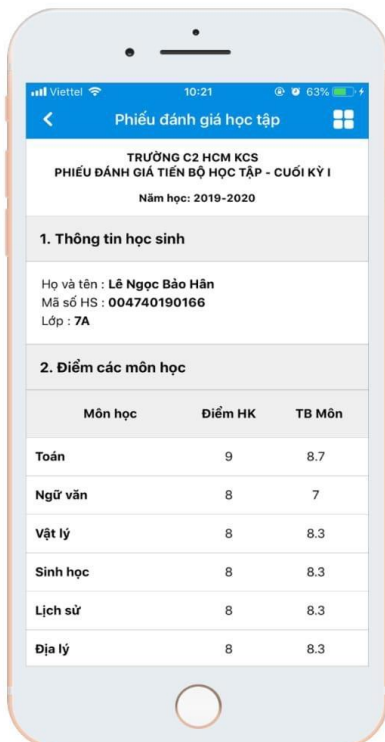 Viettel 10:21 63%
Phiếu đánh giá học tập
TRƯỜNG C2 HCM KCS
PHIẾU ĐÁNH GIÁ TIẾN BỘ HỌC TẬP - CUỐI KỲ I
Năm học: 2019-2020
1. Thông tin học sinh
Họ và tên : Lê Ngọc Bảo Hân
Mã số HS : 004740190166
Lớp : 7A
2. Điểm các môn học
Môn học Điểm HK TB Môn
Toán 9 8.7
Ngữ văn 8 7
Vật lý 8 8.3
Sinh học 8 8.3
Lịch sử 8 8.3
Địa lý 8 8.3